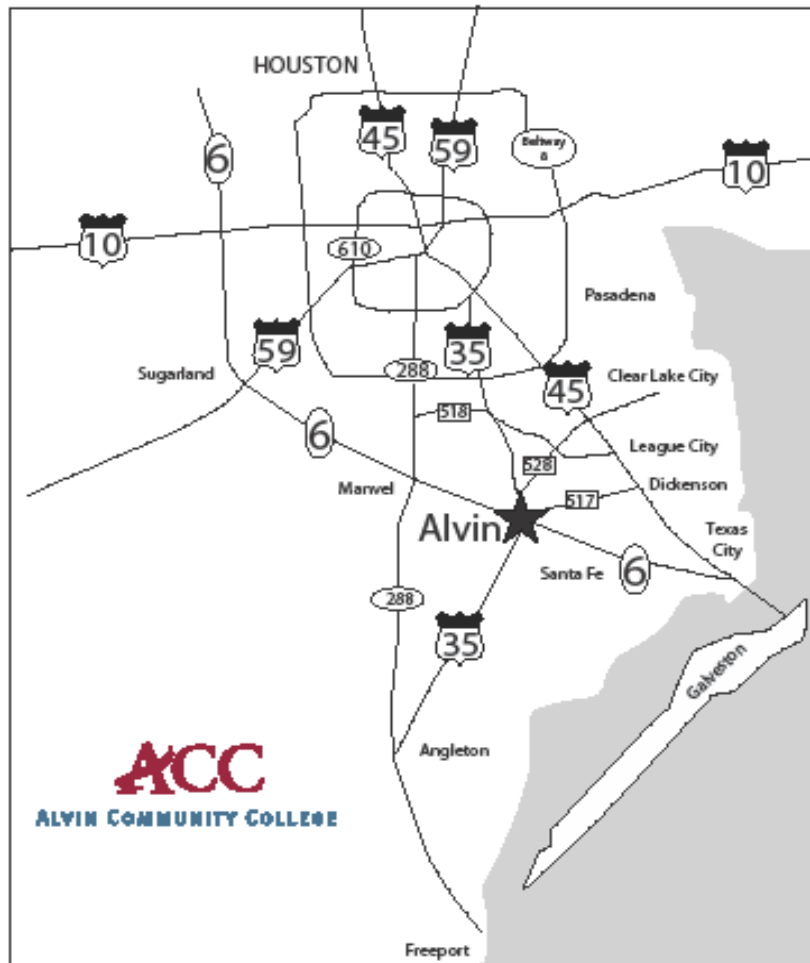 HOUSTON
45
59
Beltway
8
6
10
10
610
Pasadena
59
35
288
45
Clear Lake City
Sugarland
518
6
League City
528
Manvel
Dickenson
517
Alvin
Texas
City
Santa Fe
6
288
35
Galveston
Angleton
ACC
ALVIN COMMUNITY COLLEGE
Freeport